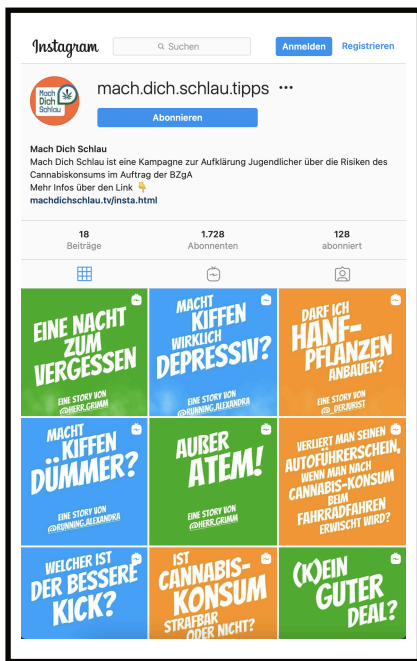 Instagram
Suchen
Anmelden
Registrieren
Mach
Dich
Schlau
mach.dich.schlau.tipps ...
Abonnieren
Mach Dich Schlau
Mach Dich Schlau ist eine Kampagne zur Aufklärung Jugendlicher über die Risiken des
Cannabiskonsums im Auftrag der BZgA
Mehr Infos über den Link 👇
machdichschlau.tv/insta.html
18
Beiträge
1.728
Abonnenten
128
abonniert
EINE NACHT
ZUM
VERGESSEN
EINE STORY VON
@HERR.GRIMM
MACHT
KIFFEN
WIRKLICH
DEPRESSIV?
EINE STORY VON
@RUNNING.ALEXANDRA
DARF ICH
HANF-
PFLANZEN
ANBAUEN?
EINE STORY VON
@_DERJURIST
MACHT
..KIFFEN
DÜMMER?
EINE STORY VON
@RUNNING.ALEXANDRA
AUßER
ATEM!
EINE STORY VON
@HERR.GRIMM
VERLIERT MAN SEINEN
AUTOFÜHRERSCHEIN,
WENN MAN NACH
CANNABIS-KONSUM
BEIM
FAHRRADFAHREN
ERWISCHT WIRD?
WELCHER IST
DER BESSERE
KICK?
IST
CANNABIS-
KONSUM
STRAFBAR
ODER NICHT?
(K)EIN
GUTER
DEAL?